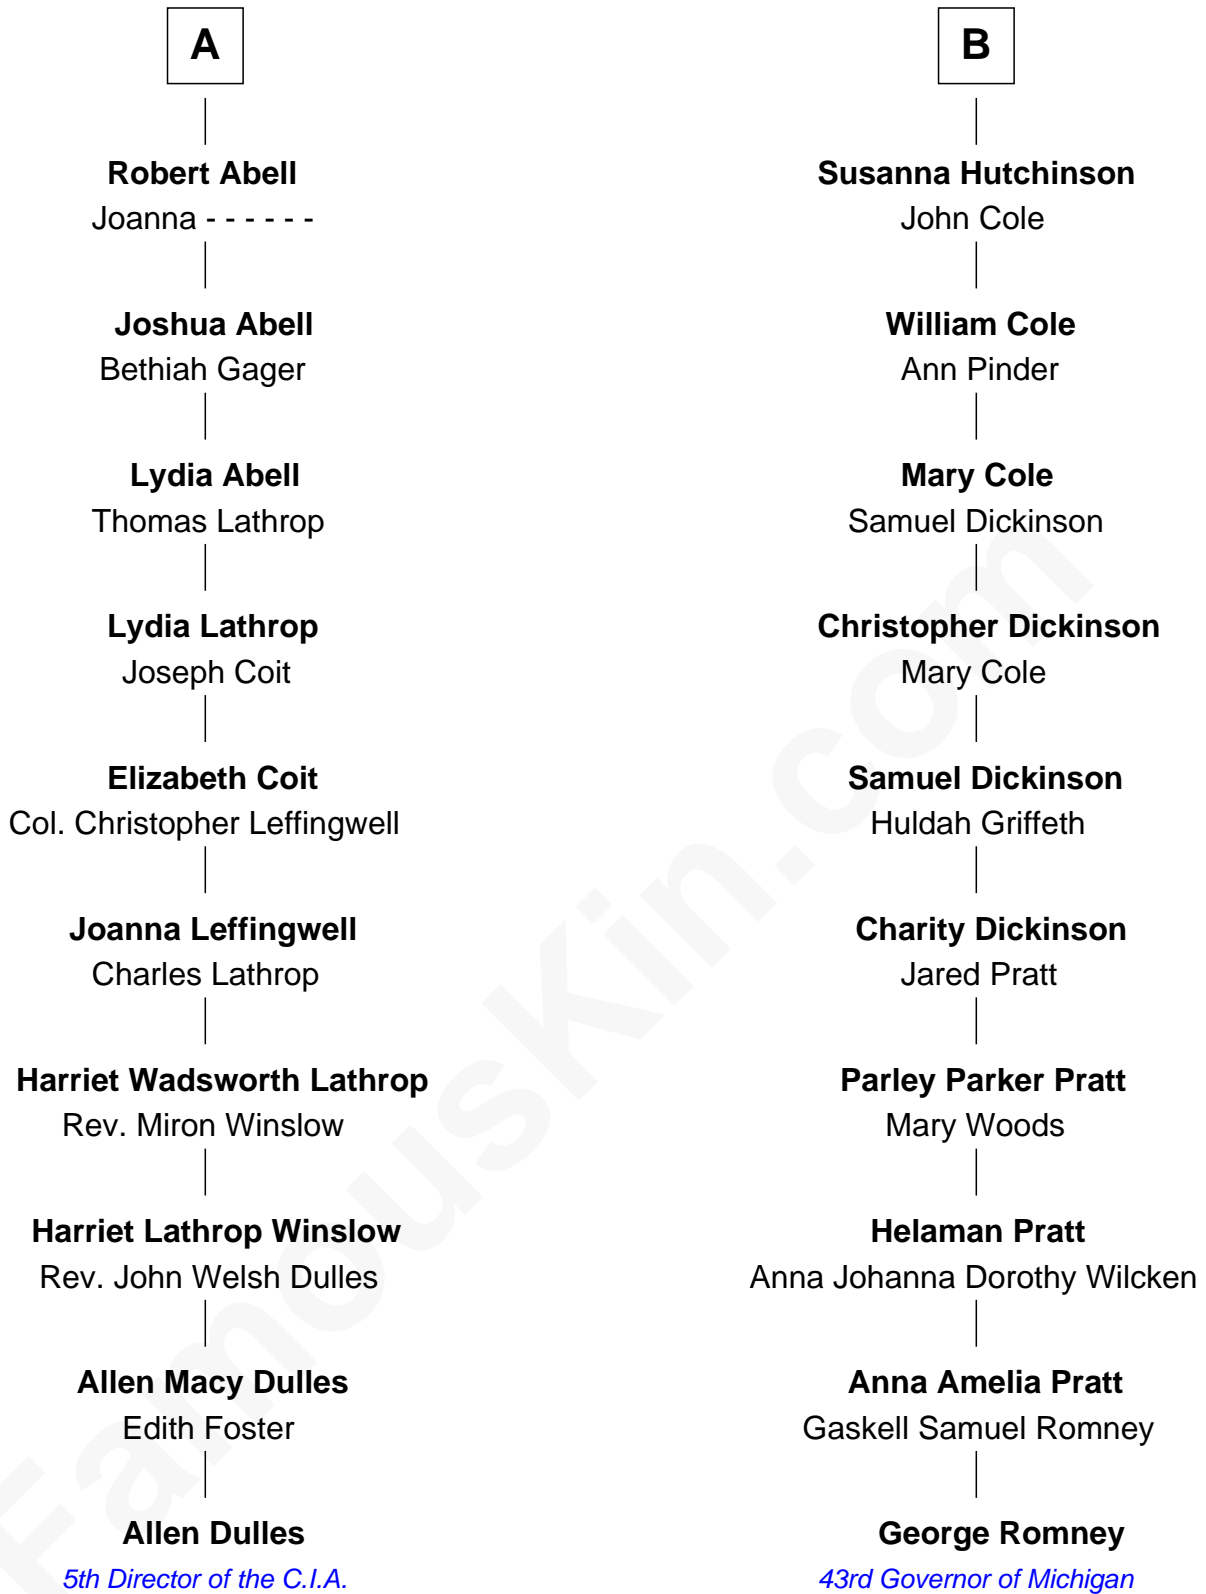 A
Robert Abell
Joanna - - - - - -
Joshua Abell
Bethiah Gager
Lydia Abell
Thomas Lathrop
Lydia Lathrop
Joseph Coit
Elizabeth Coit
Col. Christopher Leffingwell
Joanna Leffingwell
Charles Lathrop
Harriet Wadsworth Lathrop
Rev. Miron Winslow
Harriet Lathrop Winslow
Rev. John Welsh Dulles
Allen Macy Dulles
Edith Foster
Allen Dulles
5th Director of the C.I.A.
B
Susanna Hutchinson
John Cole
William Cole
Ann Pinder
Mary Cole
Samuel Dickinson
Christopher Dickinson
Mary Cole
Samuel Dickinson
Huldah Griffeth
Charity Dickinson
Jared Pratt
Parley Parker Pratt
Mary Woods
Helaman Pratt
Anna Johanna Dorothy Wilcken
Anna Amelia Pratt
Gaskell Samuel Romney
George Romney
43rd Governor of Michigan
FamousKin.com